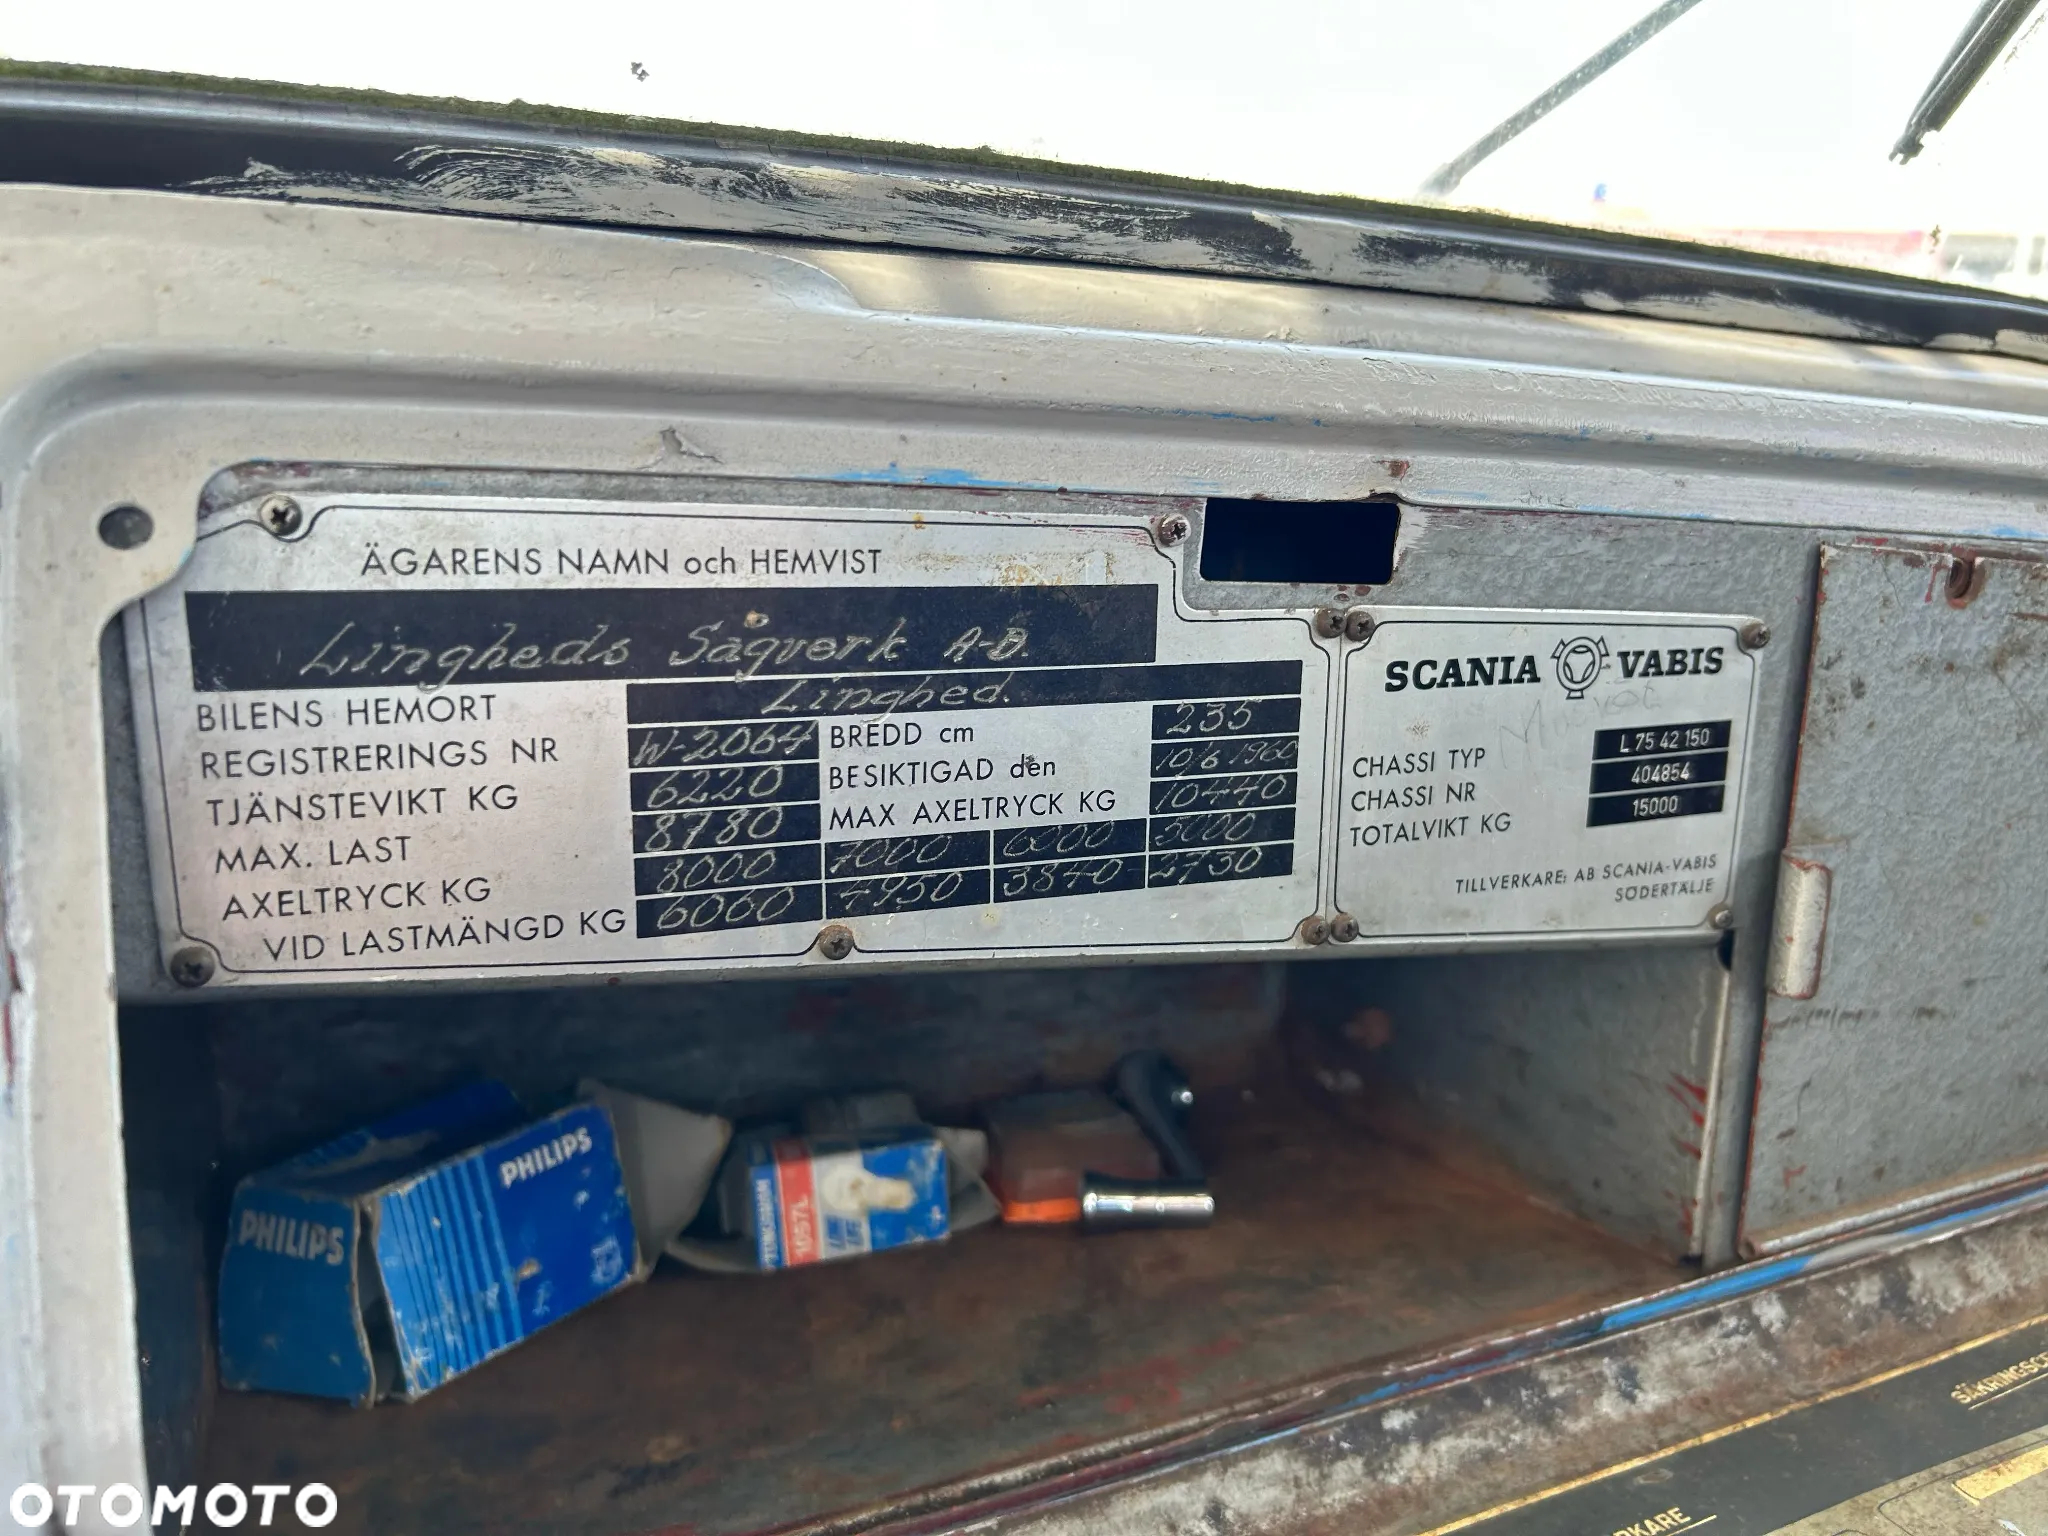 ÄGARENS NAMN och HEMVIST
Lingheds Sågverk A-B.
BILENS HEMORT Linghed.
REGISTRERINGS NR W-2064 BREDD cm 235
TJÄNSTEVIKT KG 6220 BESIKTIGAD den 10/6 1960
MAX. LAST 8780 MAX AXELTRYCK KG 10440
AXELTRYCK KG 8000 7000 6000 5000
VID LASTMÄNGD KG 6060 4950 3840 2730
SCANIA VABIS
CHASSI TYP L 75 42 150
CHASSI NR 404854
TOTALVIKT KG 15000
TILLVERKARE: AB SCANIA-VABIS
SÖDERTÄLJE
PHILIPS
PHILIPS
1057L
OTOMOTO